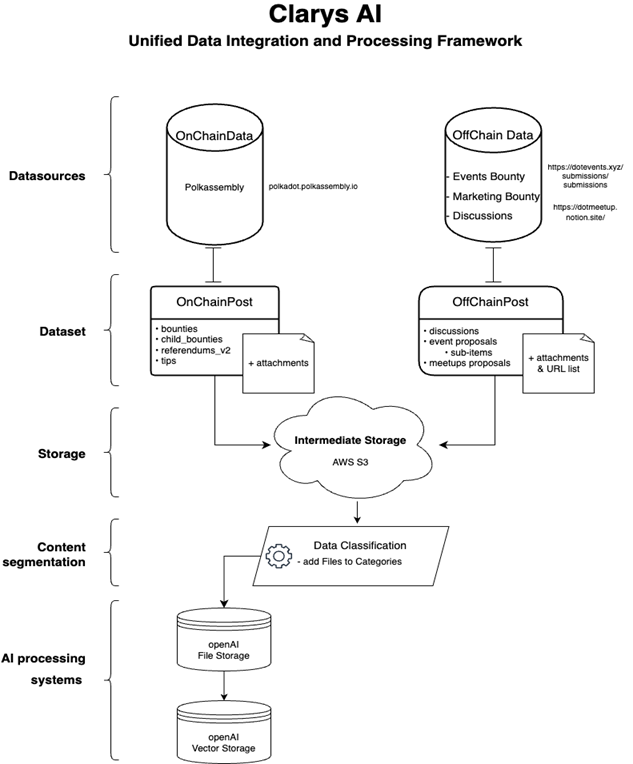 Clarys AI
Unified Data Integration and Processing Framework
Datasources
OnChainData
Polkassembly
polkadot.polkassembly.io
OffChain Data
- Events Bounty
- Marketing Bounty
- Discussions
https://dotevents.xyz/
submissions/
submissions
https://dotmeetup.
notion.site/
Dataset
OnChainPost
• bounties
• child_bounties
• referendums_v2
• tips
+ attachments
OffChainPost
• discussions
• event proposals
• sub-items
• meetups proposals
+ attachments
& URL list
Storage
Intermediate Storage
AWS S3
Content
segmentation
Data Classification
- add Files to Categories
AI processing
systems
openAI
File Storage
openAI
Vector Storage